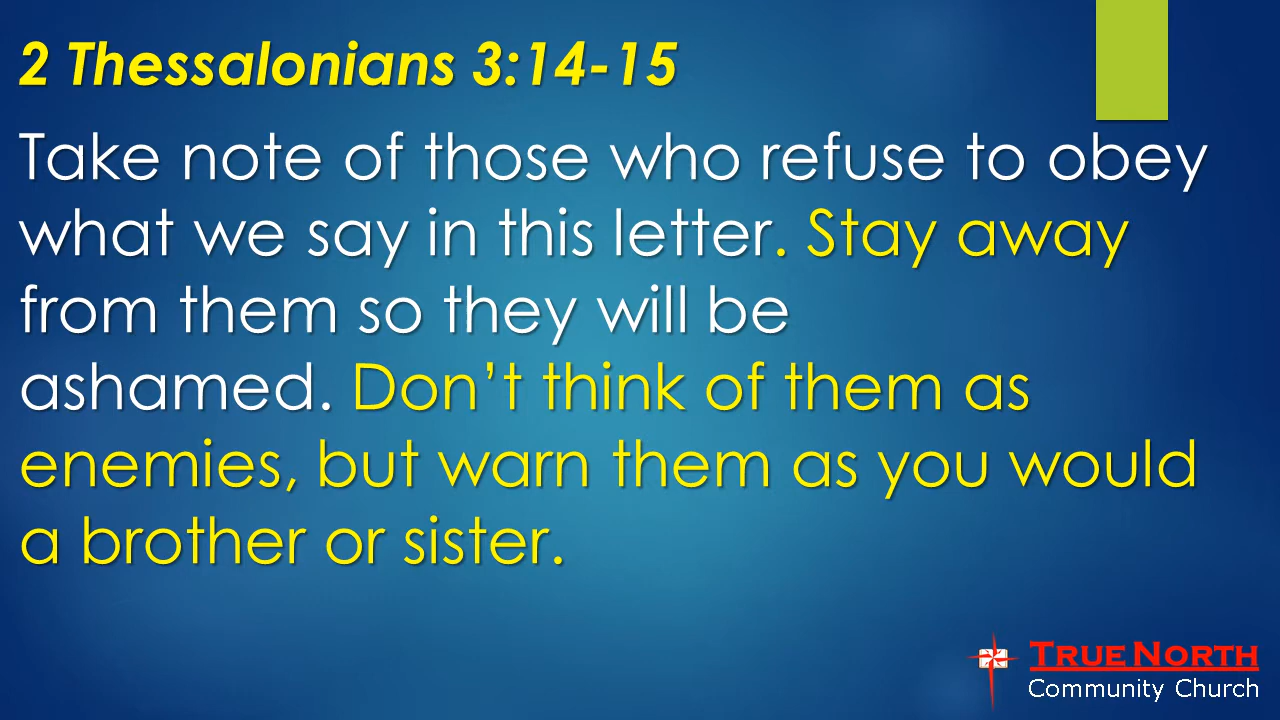 2 Thessalonians 3:14-15
Take note of those who refuse to obey
what we say in this letter. Stay away
from them so they will be
ashamed. Don’t think of them as
enemies, but warn them as you would
a brother or sister.
TRUE NORTH
Community Church